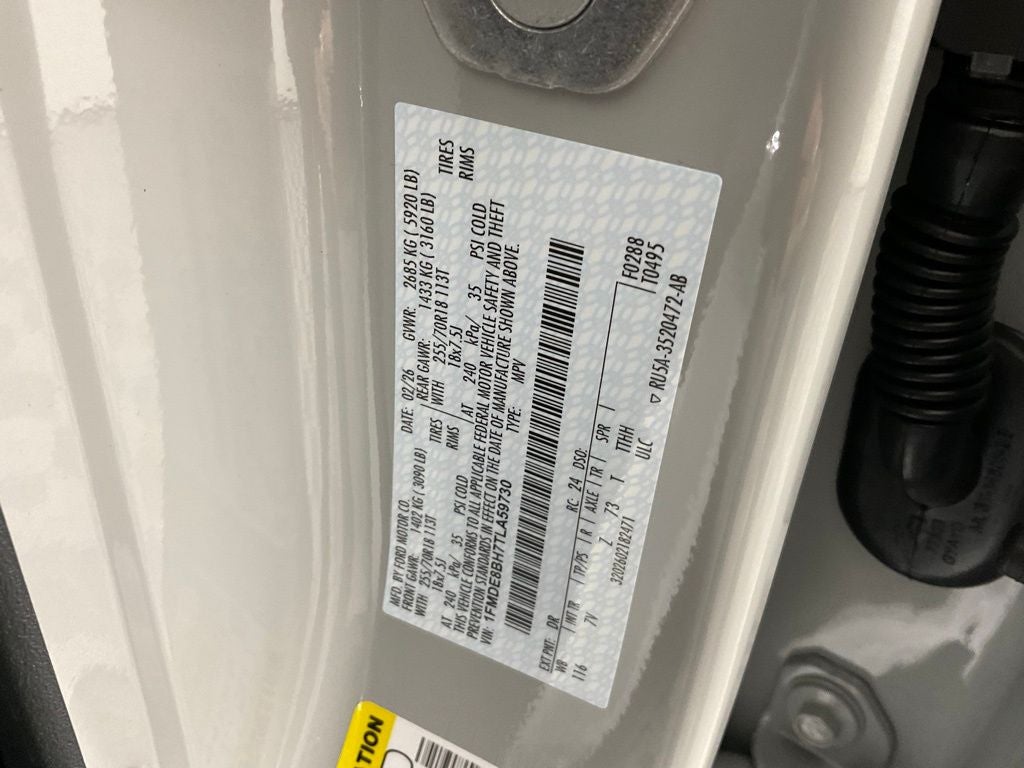 MFD. BY FORD MOTOR CO.
DATE: 02/26 GVWR: 2685 KG ( 5920 LB)
FRONT GAWR: 1402 KG ( 3090 LB) REAR GAWR: 1433 KG ( 3160 LB)
WITH 255/70R18 113T TIRES WITH 255/70R18 113T TIRES
18x7.5J RIMS 18x7.5J RIMS
AT 240 kPa/ 35 PSI COLD AT 240 kPa/ 35 PSI COLD
THIS VEHICLE CONFORMS TO ALL APPLICABLE FEDERAL MOTOR VEHICLE SAFETY AND THEFT
PREVENTION STANDARDS IN EFFECT ON THE DATE OF MANUFACTURE SHOWN ABOVE.
VIN: 1FMDE8BH7TLA59730 TYPE: MPV
EXT PNT: DR RC: 24 DSO: F0288
WB INT TR TP/PS R AXLE TR SPR T0495
116 7V Z 73 T THH
3202602182471 ULC
▽ RU5A-3520472-AB
ATION